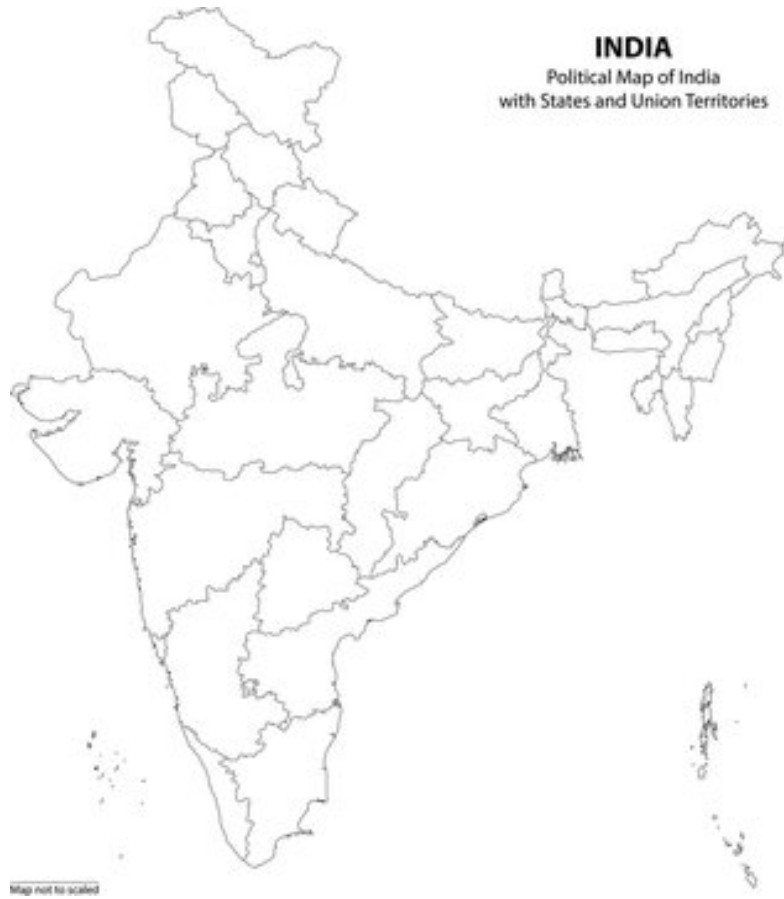 INDIA
Political Map of India
with States and Union Territories
Map not to scaled